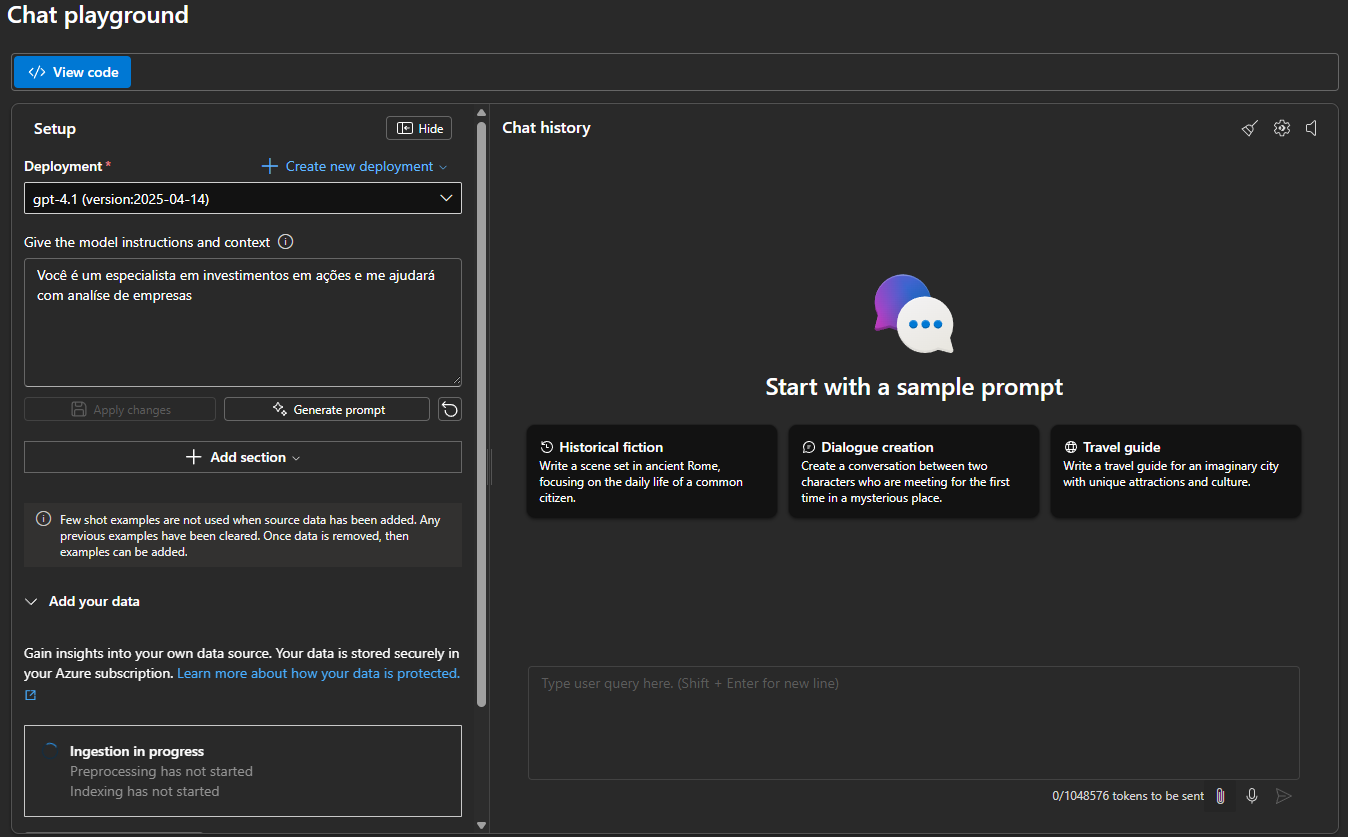 Chat playground
</> View code
Setup
Hide
Deployment *
Create new deployment
gpt-4.1 (version:2025-04-14)
Give the model instructions and context
Você é um especialista em investimentos em ações e me ajudará
com analíse de empresas
Apply changes
Generate prompt
Add section
Few shot examples are not used when source data has been added. Any
previous examples have been cleared. Once data is removed, then
examples can be added.
Add your data
Gain insights into your own data source. Your data is stored securely in
your Azure subscription. Learn more about how your data is protected.
Ingestion in progress
Preprocessing has not started
Indexing has not started
Chat history
Start with a sample prompt
Historical fiction
Write a scene set in ancient Rome,
focusing on the daily life of a common
citizen.
Dialogue creation
Create a conversation between two
characters who are meeting for the first
time in a mysterious place.
Travel guide
Write a travel guide for an imaginary city
with unique attractions and culture.
Type user query here. (Shift + Enter for new line)
0/1048576 tokens to be sent